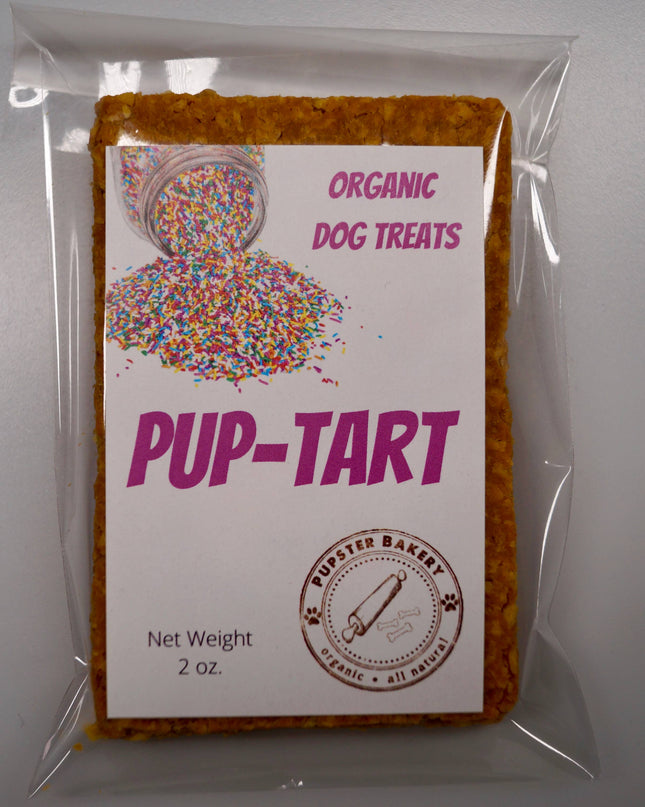 ORGANIC
DOG TREATS
PUP-TART
PUPSTER BAKERY
organic • all natural
Net Weight
2 oz.